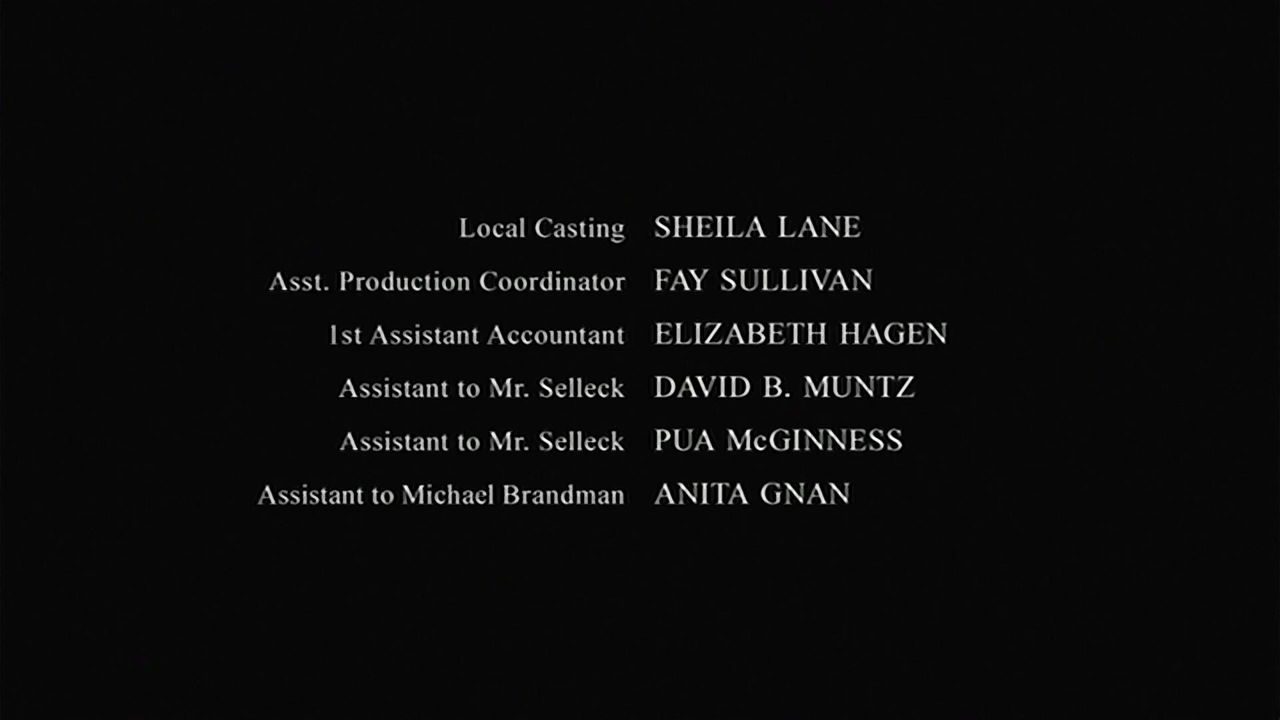 Local Casting SHEILA LANE
Asst. Production Coordinator FAY SULLIVAN
1st Assistant Accountant ELIZABETH HAGEN
Assistant to Mr. Selleck DAVID B. MUNTZ
Assistant to Mr. Selleck PUA McGINNESS
Assistant to Michael Brandman ANITA GNAN